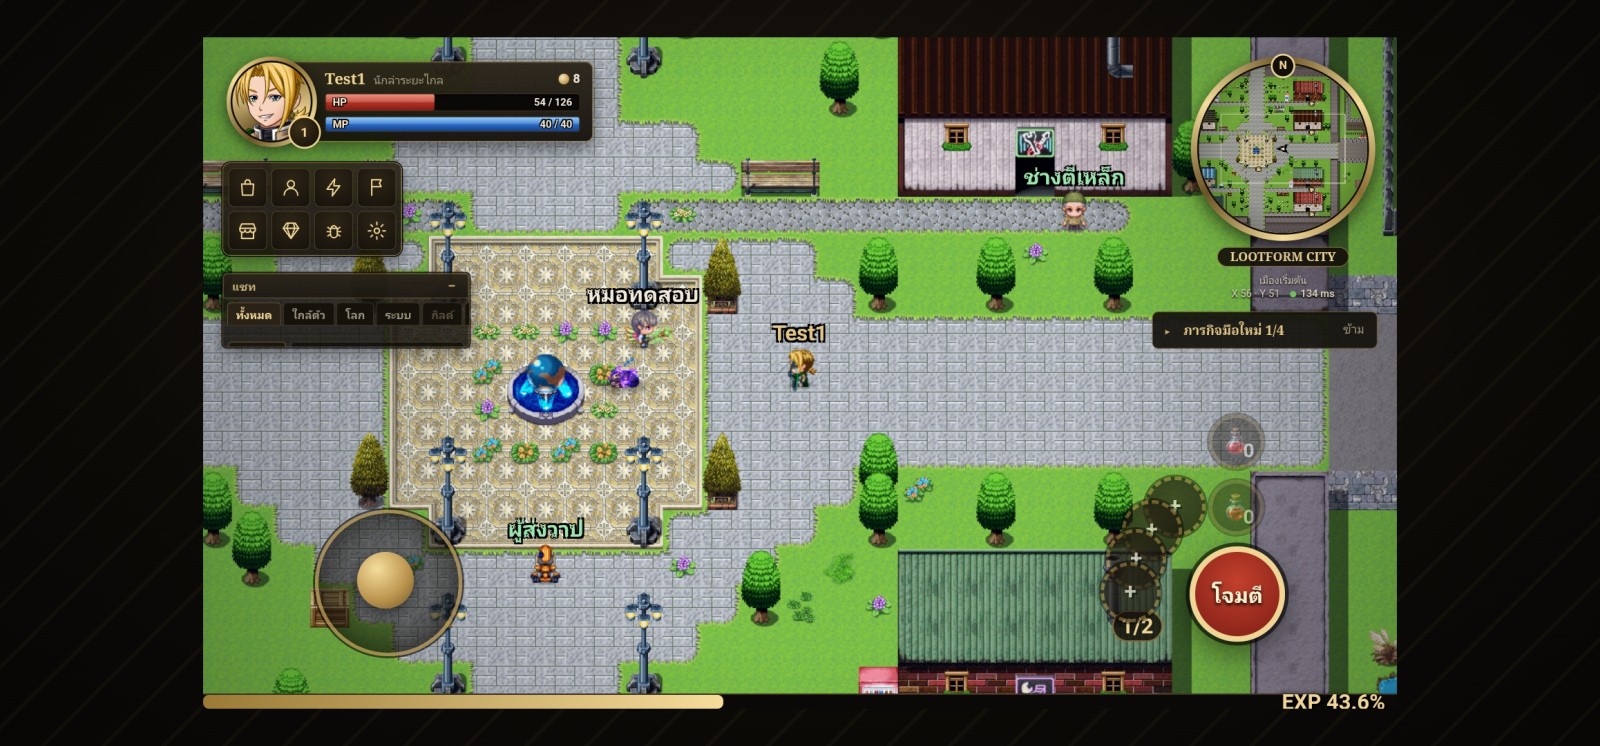 Test1 นักล่าระยะไกล 8
HP 54 / 126
MP 40 / 40
1
N
ช่างตีเหล็ก
LOOTFORM CITY
เมืองเริ่มต้น
X 56 · Y 51 134 ms
แชท −
ทั้งหมด ใกล้ตัว โลก ระบบ กิลด์
หมอทดสอบ
Test1
ภารกิจมือใหม่ 1/4 ข้าม
0
0
ผู้ส่งวาป
โจมตี
1/2
EXP 43.6%